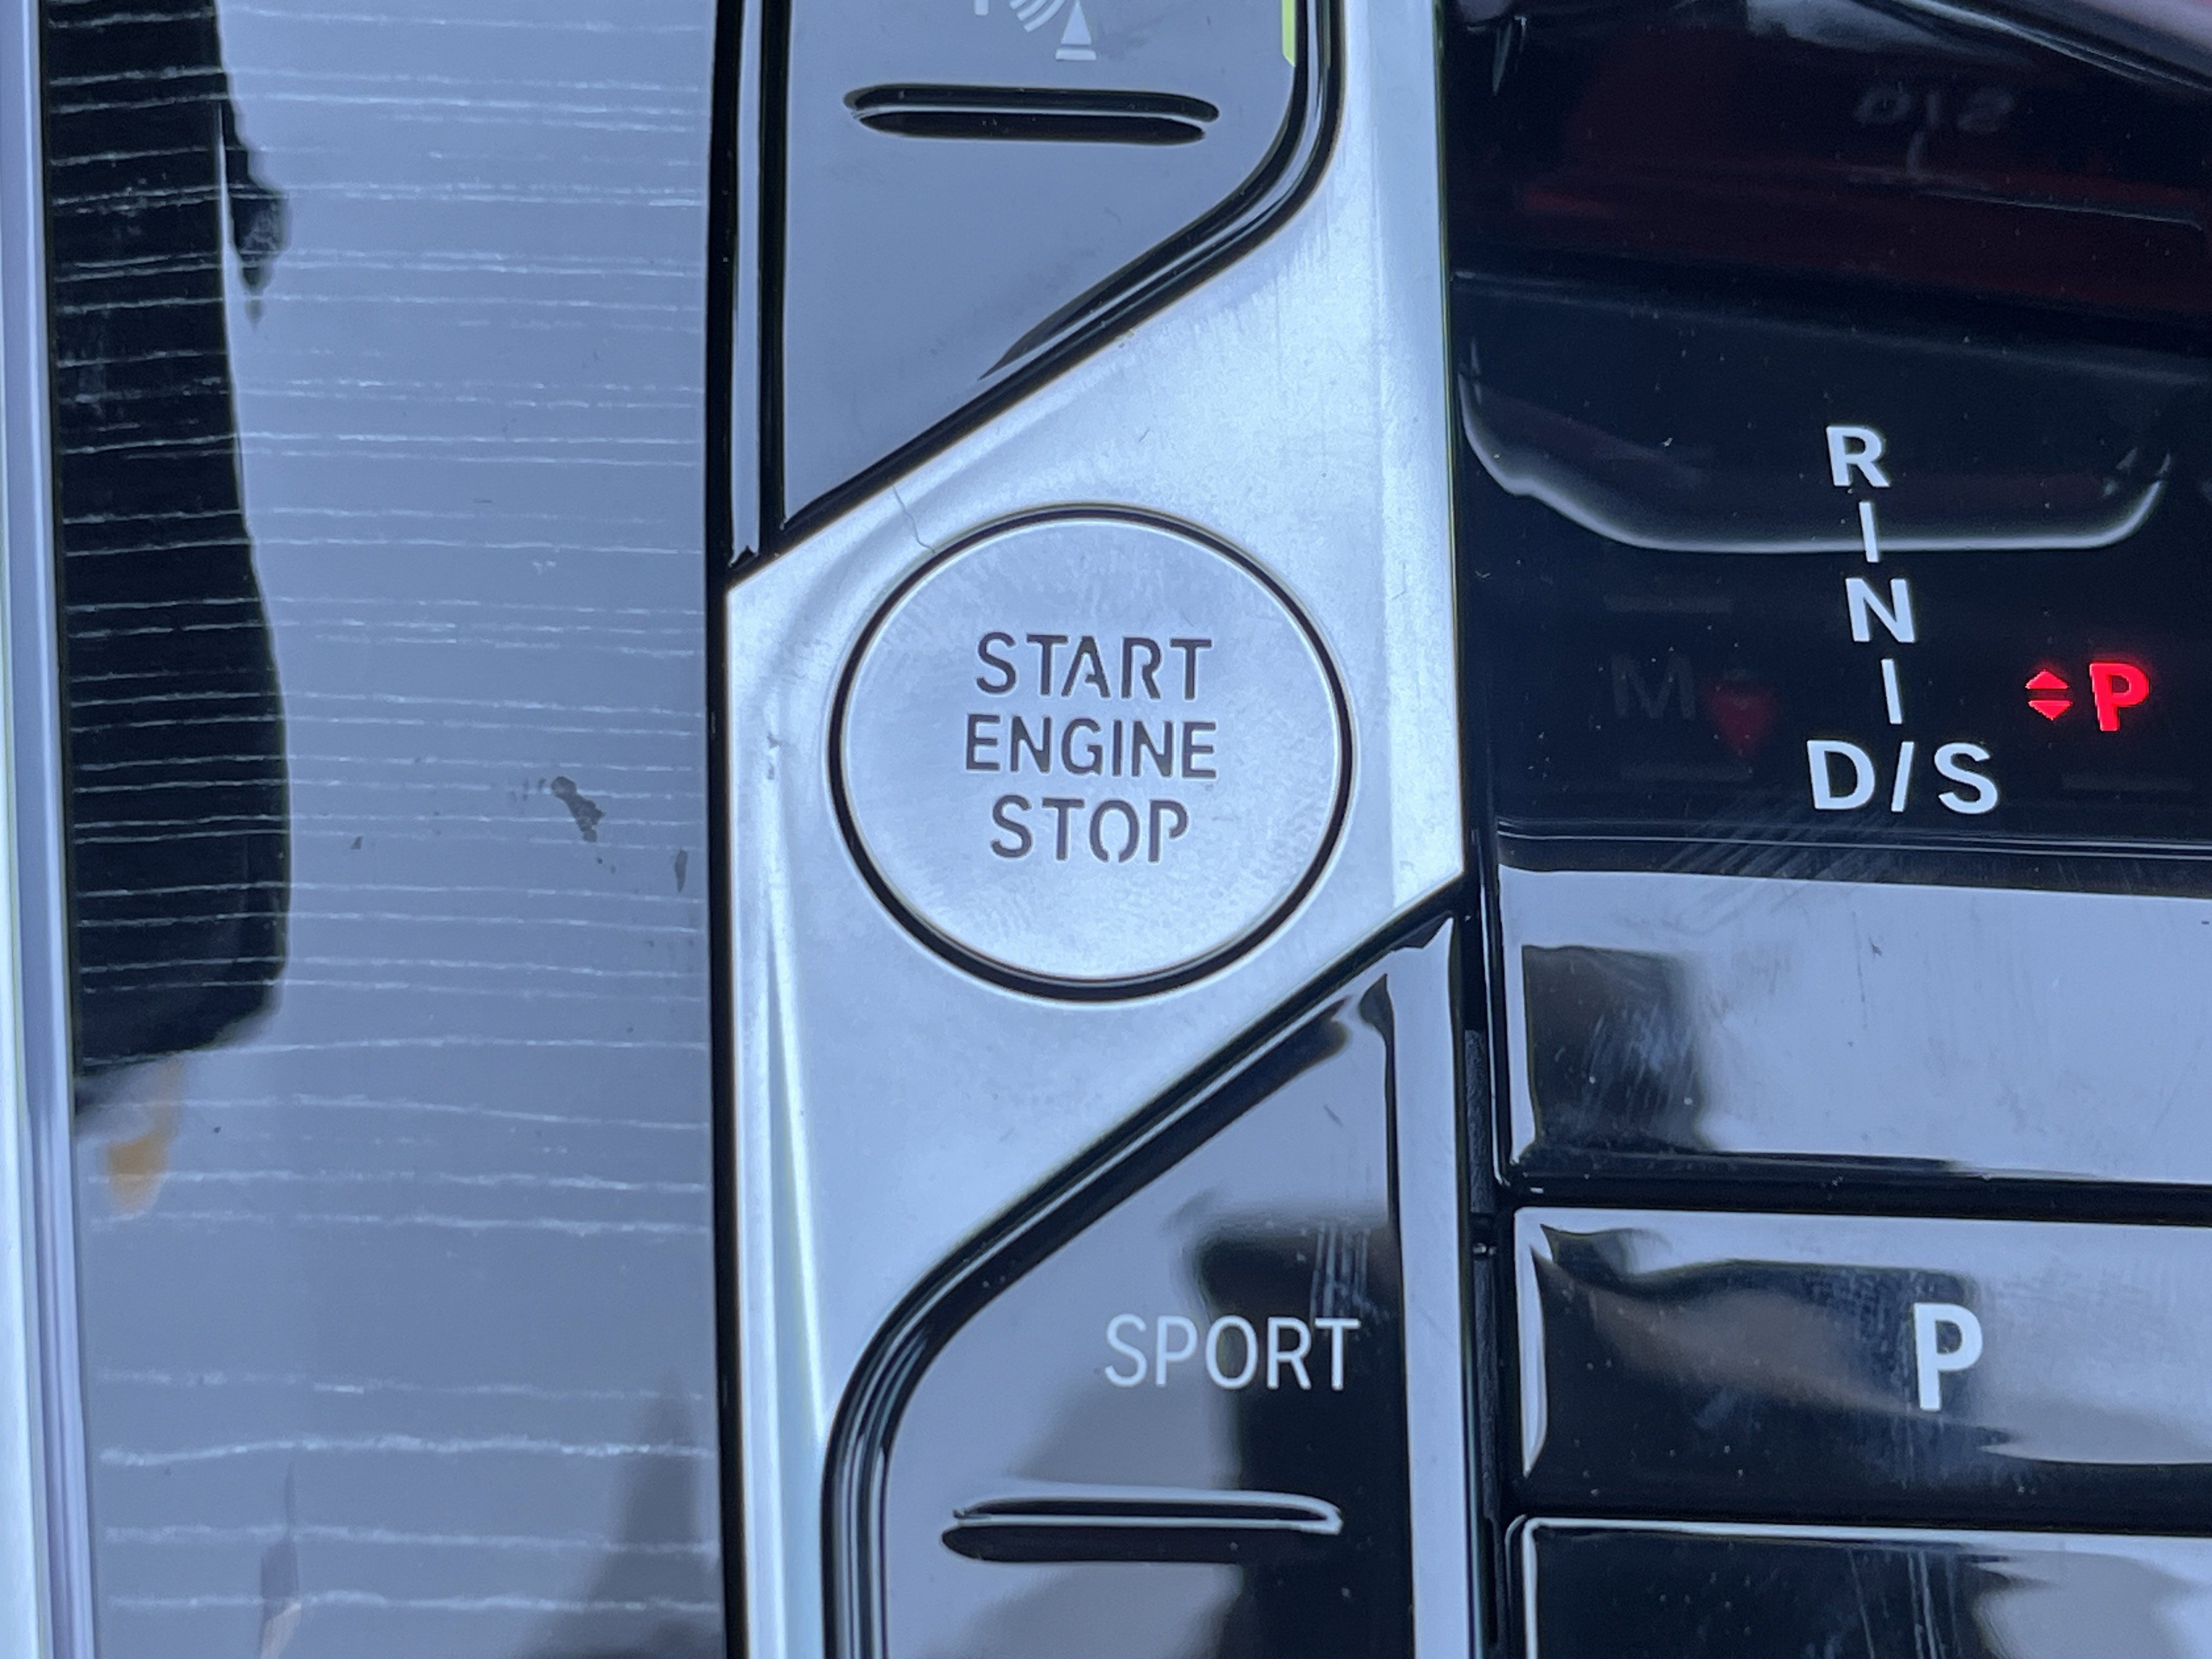 START
ENGINE
STOP
R
N
D/S
P
M
SPORT
P